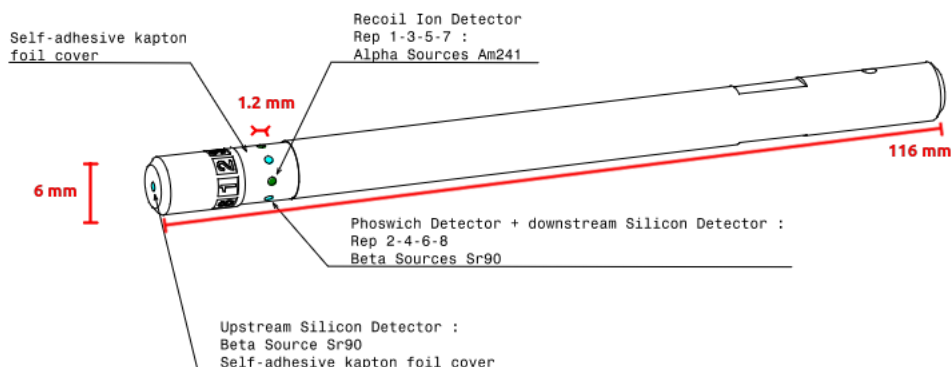 Recoil Ion Detector
Rep 1-3-5-7 :
Alpha Sources Am241
Self-adhesive kapton
foil cover
1.2 mm
6 mm
116 mm
1 2
Phoswich Detector + downstream Silicon Detector :
Rep 2-4-6-8
Beta Sources Sr90
Upstream Silicon Detector :
Beta Source Sr90
Self-adhesive kapton foil cover